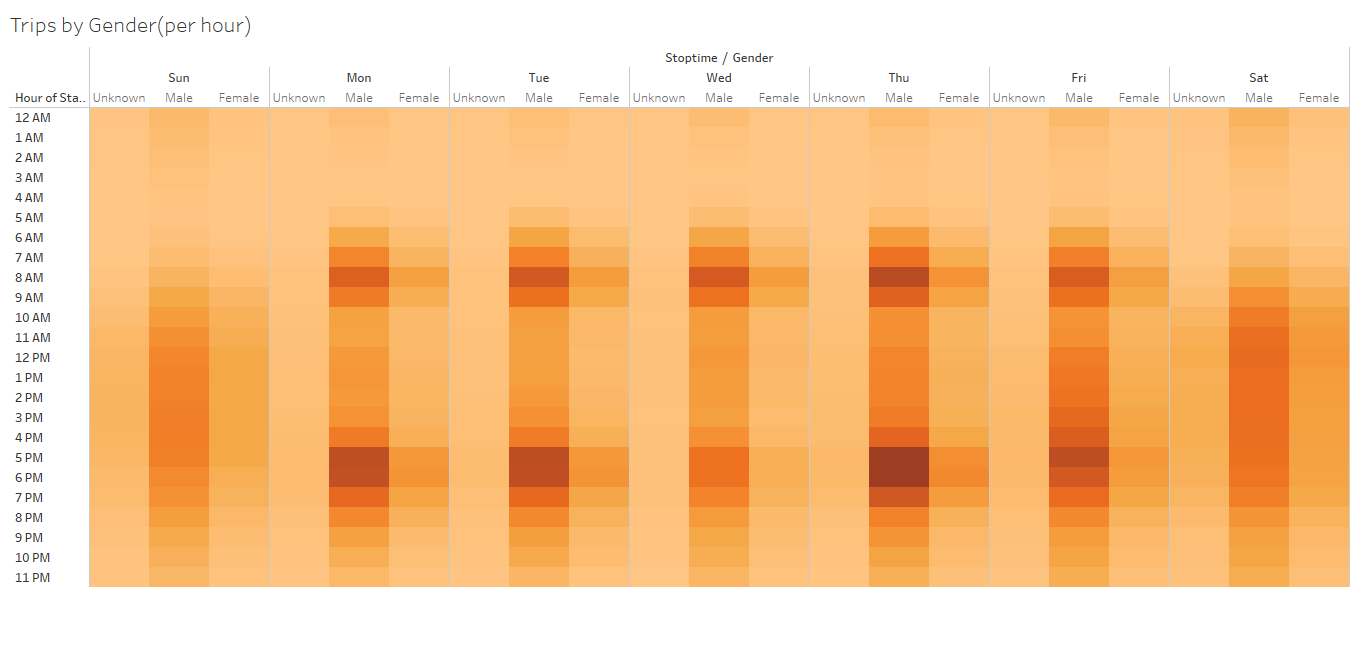 Trips by Gender(per hour)
Stoptime / Gender
Sun Mon Tue Wed Thu Fri Sat
Hour of Sta.. Unknown Male Female Unknown Male Female Unknown Male Female Unknown Male Female Unknown Male Female Unknown Male Female Unknown Male Female
12 AM
1 AM
2 AM
3 AM
4 AM
5 AM
6 AM
7 AM
8 AM
9 AM
10 AM
11 AM
12 PM
1 PM
2 PM
3 PM
4 PM
5 PM
6 PM
7 PM
8 PM
9 PM
10 PM
11 PM